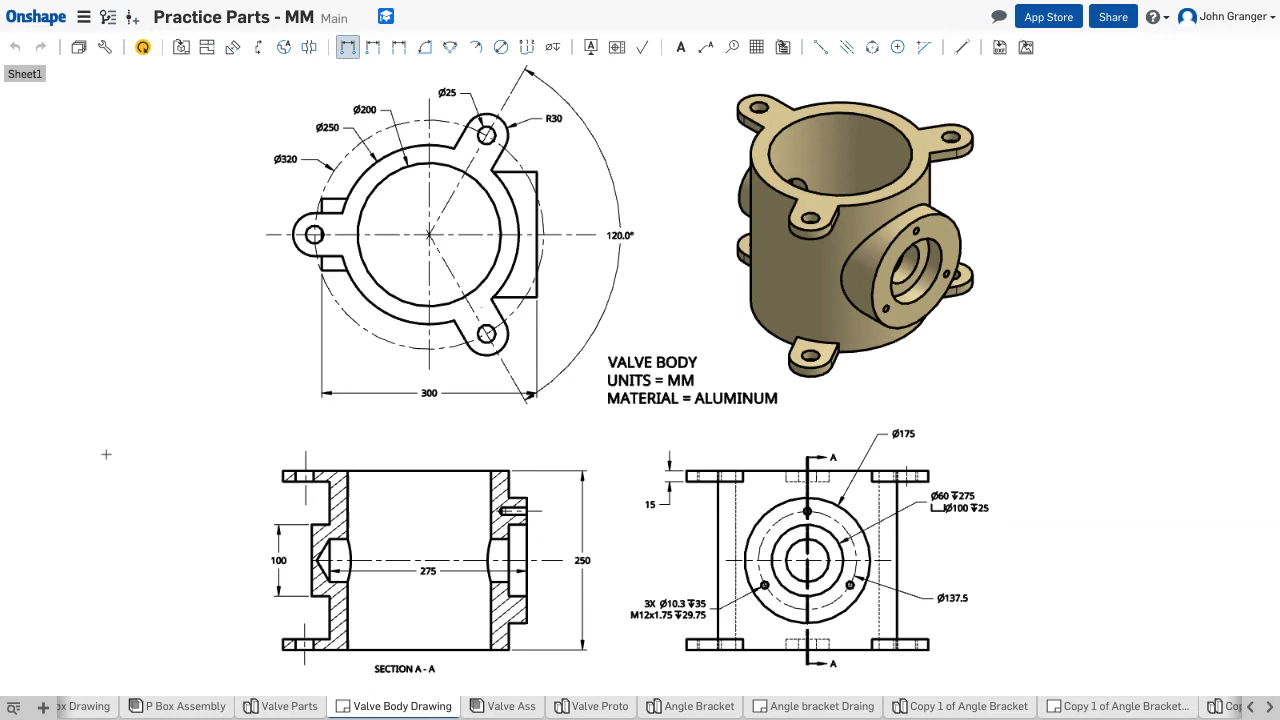 Onshape
Practice Parts - MM Main
App Store
Share
John Granger
Sheet1
Ø25
Ø200
R30
Ø250
Ø320
120.0°
300
VALVE BODY
UNITS = MM
MATERIAL = ALUMINUM
Ø175
A
15
Ø60 ↧275
⌴Ø100 ↧25
100
275
250
3X Ø10.3 ↧35
M12x1.75 ↧29.75
Ø137.5
A
SECTION A - A
ox Drawing
P Box Assembly
Valve Parts
Valve Body Drawing
Valve Ass
Valve Proto
Angle Bracket
Angle bracket Draing
Copy 1 of Angle Bracket
Copy 1 of Angle Bracket...